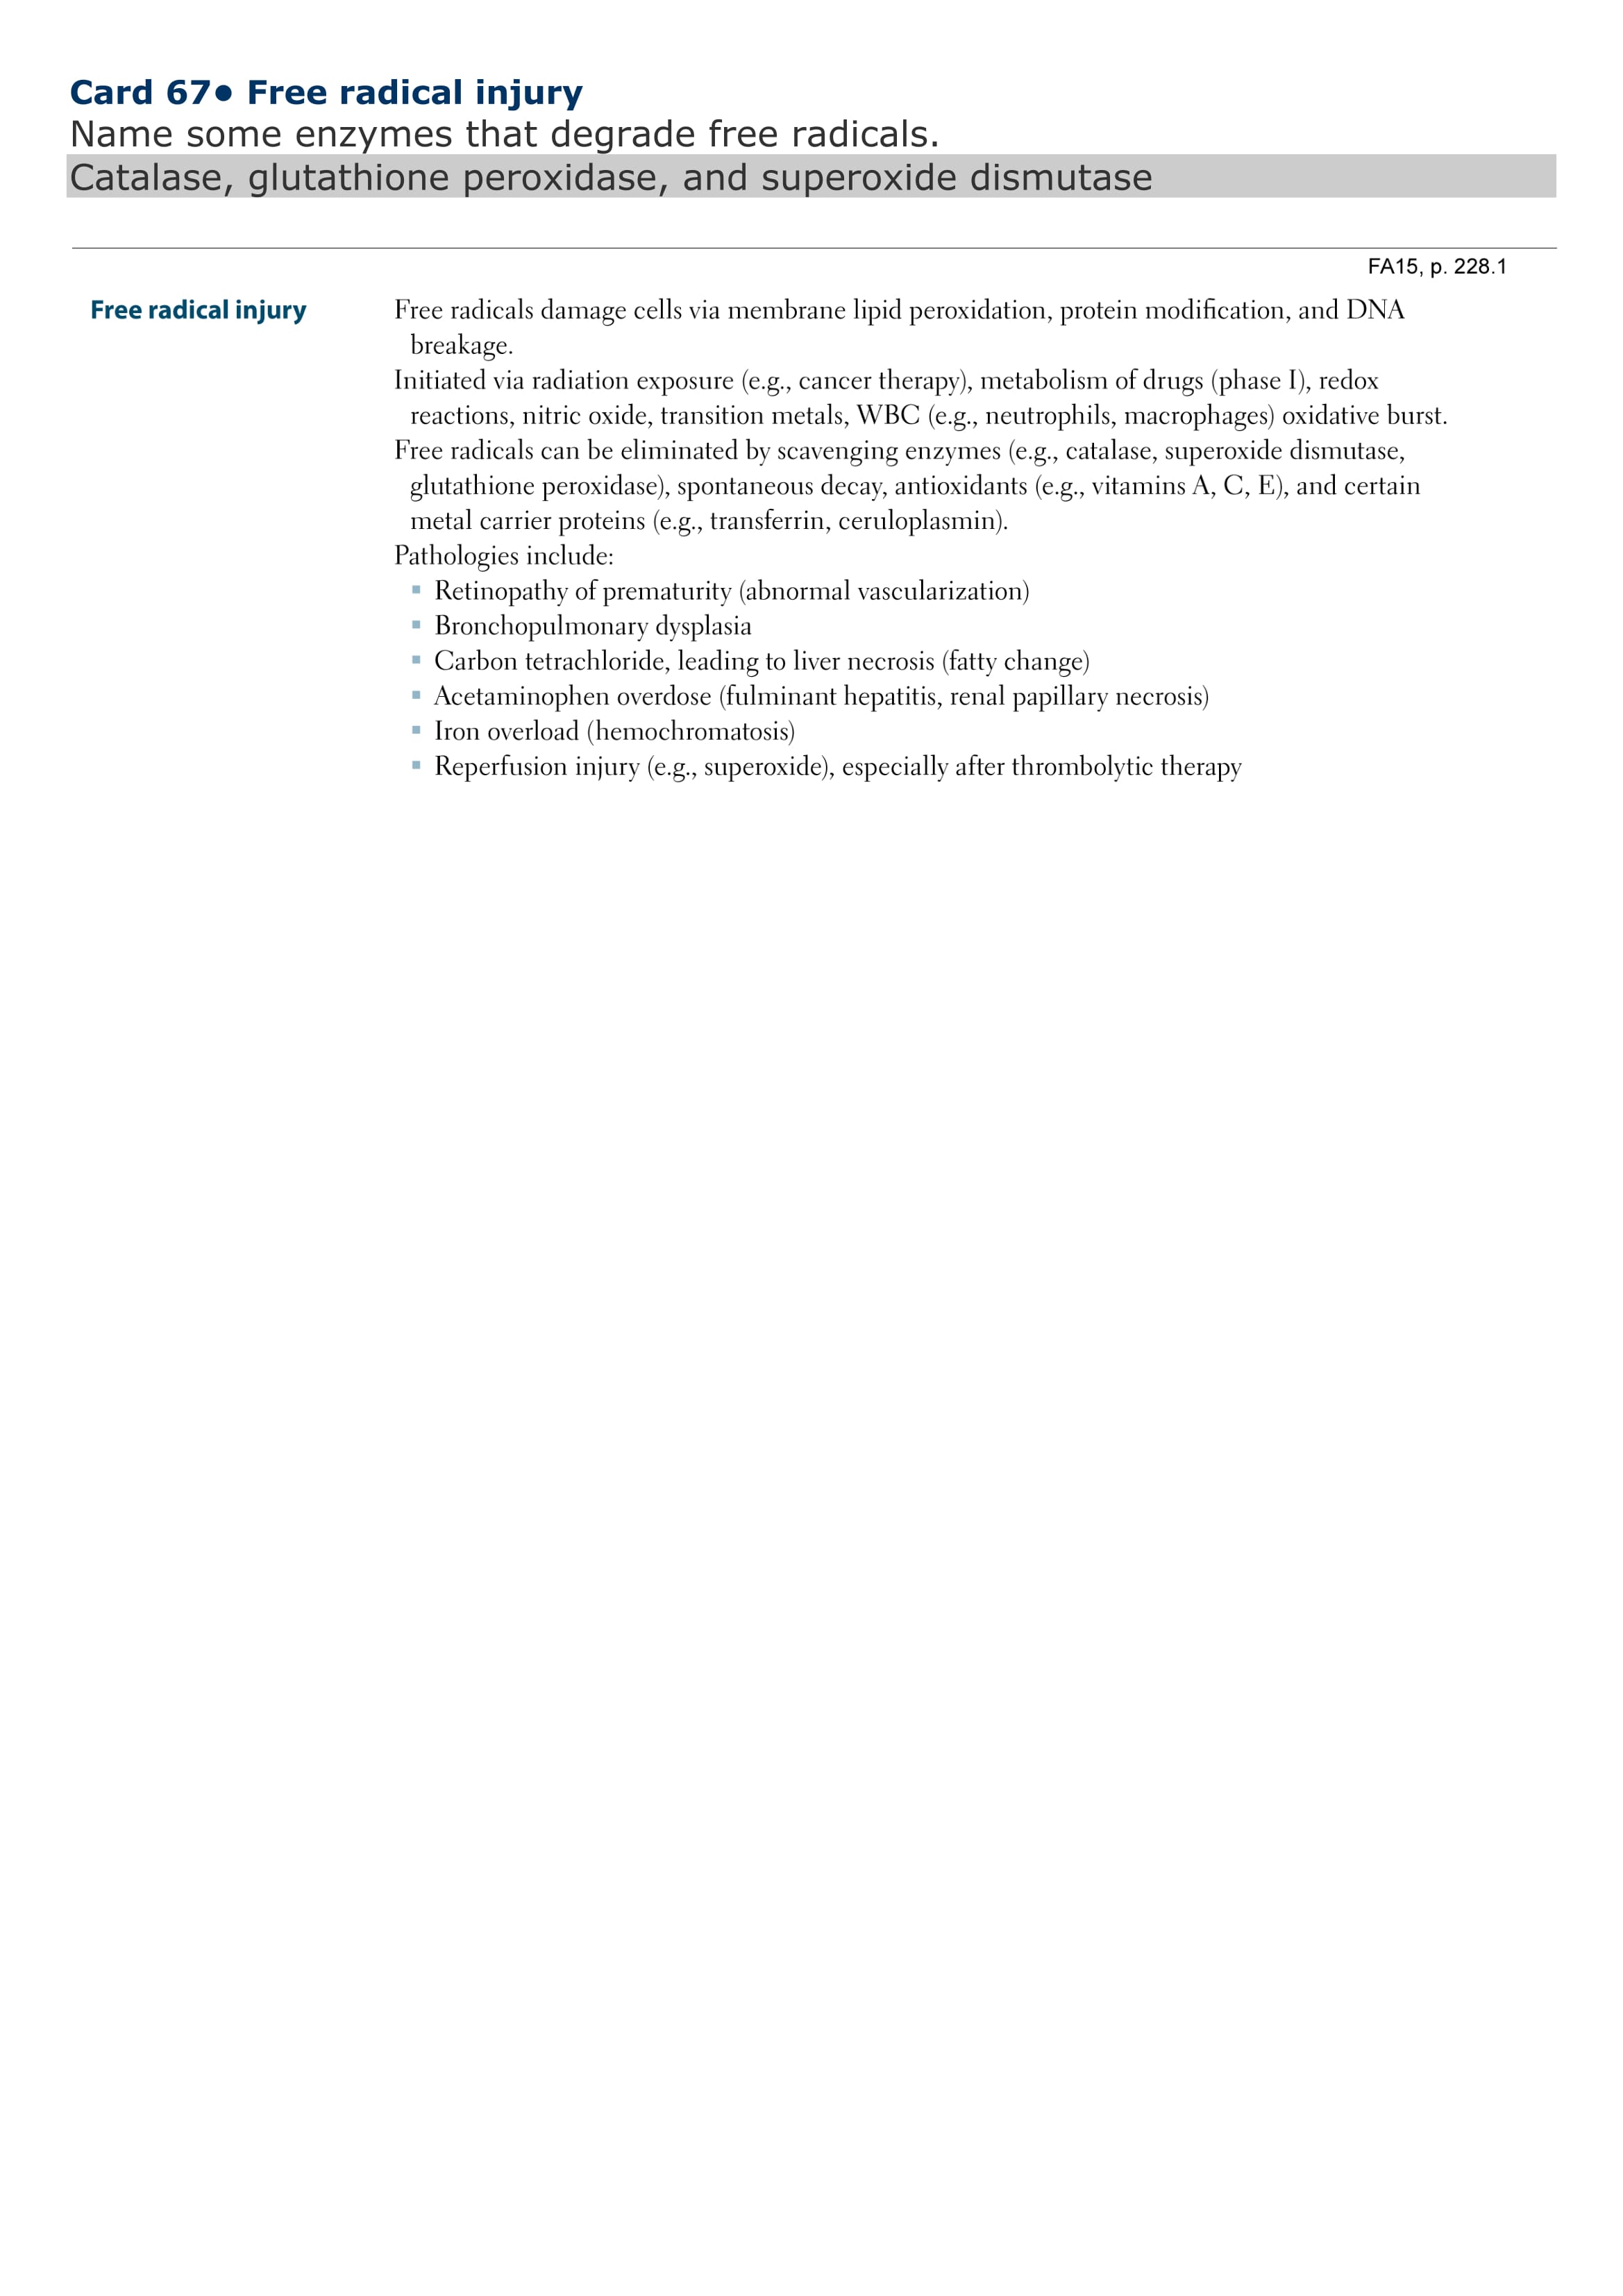 Card 67● Free radical injury
Name some enzymes that degrade free radicals.
Catalase, glutathione peroxidase, and superoxide dismutase
FA15, p. 228.1
Free radical injury
Free radicals damage cells via membrane lipid peroxidation, protein modification, and DNA
breakage.
Initiated via radiation exposure (e.g., cancer therapy), metabolism of drugs (phase I), redox
reactions, nitric oxide, transition metals, WBC (e.g., neutrophils, macrophages) oxidative burst.
Free radicals can be eliminated by scavenging enzymes (e.g., catalase, superoxide dismutase,
glutathione peroxidase), spontaneous decay, antioxidants (e.g., vitamins A, C, E), and certain
metal carrier proteins (e.g., transferrin, ceruloplasmin).
Pathologies include:
▪ Retinopathy of prematurity (abnormal vascularization)
▪ Bronchopulmonary dysplasia
▪ Carbon tetrachloride, leading to liver necrosis (fatty change)
▪ Acetaminophen overdose (fulminant hepatitis, renal papillary necrosis)
▪ Iron overload (hemochromatosis)
▪ Reperfusion injury (e.g., superoxide), especially after thrombolytic therapy